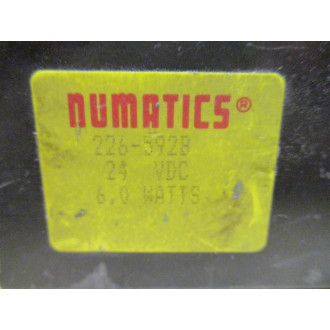 NUMATICS®
226-592B
24 VDC
6.0 WATTS